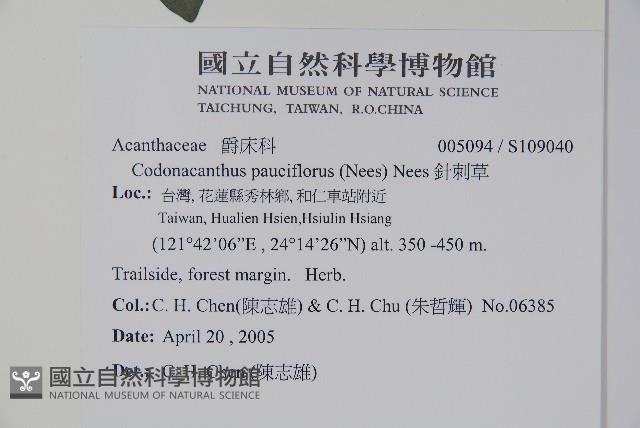 國立自然科學博物館
NATIONAL MUSEUM OF NATURAL SCIENCE
TAICHUNG, TAIWAN, R.O.CHINA
Acanthaceae 爵床科 005094 / S109040
Codonacanthus pauciflorus (Nees) Nees 針刺草
Loc.: 台灣, 花蓮縣秀林鄉, 和仁車站附近
Taiwan, Hualien Hsien,Hsiulin Hsiang
(121°42’06”E , 24°14’26”N) alt. 350 -450 m.
Trailside, forest margin. Herb.
Col.: C. H. Chen(陳志雄) & C. H. Chu (朱哲輝) No.06385
Date: April 20 , 2005
Det.: C. H. Chen (陳志雄)
國立自然科學博物館
NATIONAL MUSEUM OF NATURAL SCIENCE